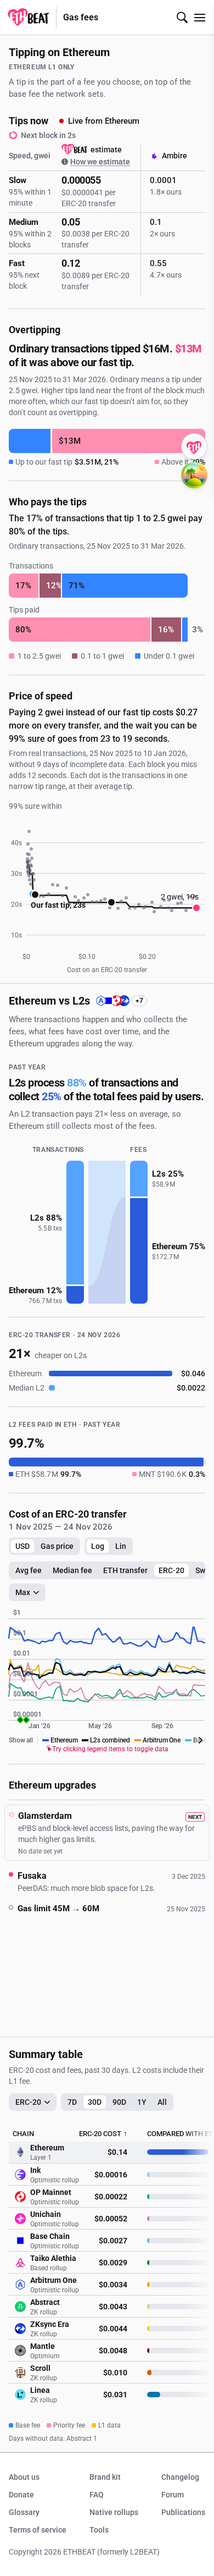 BEAT
Gas fees
Tipping on Ethereum
ETHEREUM L1 ONLY
A tip is the part of a fee you choose, on top of the
base fee the network sets.
Tips now
Live from Ethereum
Next block in 2s
Speed, gwei
BEAT estimate
How we estimate
Ambire
Slow
95% within 1
minute
0.000055
$0.0000041 per
ERC-20 transfer
0.0001
1.8× ours
Medium
95% within 2
blocks
0.05
$0.0038 per ERC-20
transfer
0.1
2× ours
Fast
95% next
block
0.12
$0.0089 per ERC-20
transfer
0.55
4.7× ours
Overtipping
Ordinary transactions tipped $16M. $13M
of it was above our fast tip.
25 Nov 2025 to 31 Mar 2026. Ordinary means a tip under
2.5 gwei. Higher tips land near the front of the block much
more often, which our fast tip doesn't aim for, so they
don't count as overtipping.
$13M
Up to our fast tip $3.51M, 21%
Above it
Who pays the tips
The 17% of transactions that tip 1 to 2.5 gwei pay
80% of the tips.
Ordinary transactions, 25 Nov 2025 to 31 Mar 2026.
Transactions
17%
12%
71%
Tips paid
80%
16%
3%
1 to 2.5 gwei
0.1 to 1 gwei
Under 0.1 gwei
Price of speed
Paying 2 gwei instead of our fast tip costs $0.27
more on every transfer, and the wait you can be
99% sure of goes from 23 to 19 seconds.
From real transactions, 25 Nov 2025 to 10 Jan 2026,
without 9 days of incomplete data. Each block you miss
adds 12 seconds. Each dot is the transactions in one
narrow tip range, at their average tip.
99% sure within
40s
30s
20s
10s
Our fast tip, 23s
2 gwei, 19s
$0
$0.10
$0.20
Cost on an ERC-20 transfer
Ethereum vs L2s
+7
Where transactions happen and who collects the
fees, what fees have cost over time, and the
Ethereum upgrades along the way.
PAST YEAR
L2s process 88% of transactions and
collect 25% of the total fees paid by users.
An L2 transaction pays 21× less on average, so
Ethereum still collects most of the fees.
TRANSACTIONS
FEES
L2s 25%
$58.9M
L2s 88%
5.5B txs
Ethereum 75%
$172.7M
Ethereum 12%
766.7M txs
ERC-20 TRANSFER · 24 NOV 2026
21× cheaper on L2s
Ethereum
$0.046
Median L2
$0.0022
L2 FEES PAID IN ETH · PAST YEAR
99.7%
ETH $58.7M 99.7%
MNT $190.6K 0.3%
Cost of an ERC-20 transfer
1 Nov 2025 — 24 Nov 2026
USD
Gas price
Log
Lin
Avg fee
Median fee
ETH transfer
ERC-20
Sw
Max
$1
$0.1
$0.01
$0.001
$0.0001
$0.00001
Jan '26
May '26
Sep '26
Show all
Ethereum
L2s combined
Arbitrum One
Try clicking legend items to toggle data
Ethereum upgrades
Glamsterdam
NEXT
ePBS and block-level access lists, paving the way for
much higher gas limits.
No date set yet
Fusaka
3 Dec 2025
PeerDAS: much more blob space for L2s.
Gas limit 45M → 60M
25 Nov 2025
Summary table
ERC-20 cost and fees, past 30 days. L2 costs include their
L1 fee.
ERC-20
7D
30D
90D
1Y
All
CHAIN
ERC-20 COST ↑
COMPARED WITH ET
Ethereum
Layer 1
$0.14
Ink
Optimistic rollup
$0.00016
OP Mainnet
Optimistic rollup
$0.00022
Unichain
Optimistic rollup
$0.00052
Base Chain
Optimistic rollup
$0.0027
Taiko Alethia
Based rollup
$0.0029
Arbitrum One
Optimistic rollup
$0.0034
Abstract
ZK rollup
$0.0043
ZKsync Era
ZK rollup
$0.0044
Mantle
Optimium
$0.0048
Scroll
ZK rollup
$0.010
Linea
ZK rollup
$0.031
Base fee
Priority fee
L1 data
Days without data: Abstract 1
About us
Brand kit
Changelog
Donate
FAQ
Forum
Glossary
Native rollups
Publications
Terms of service
Tools
Copyright 2026 ETHBEAT (formerly L2BEAT)